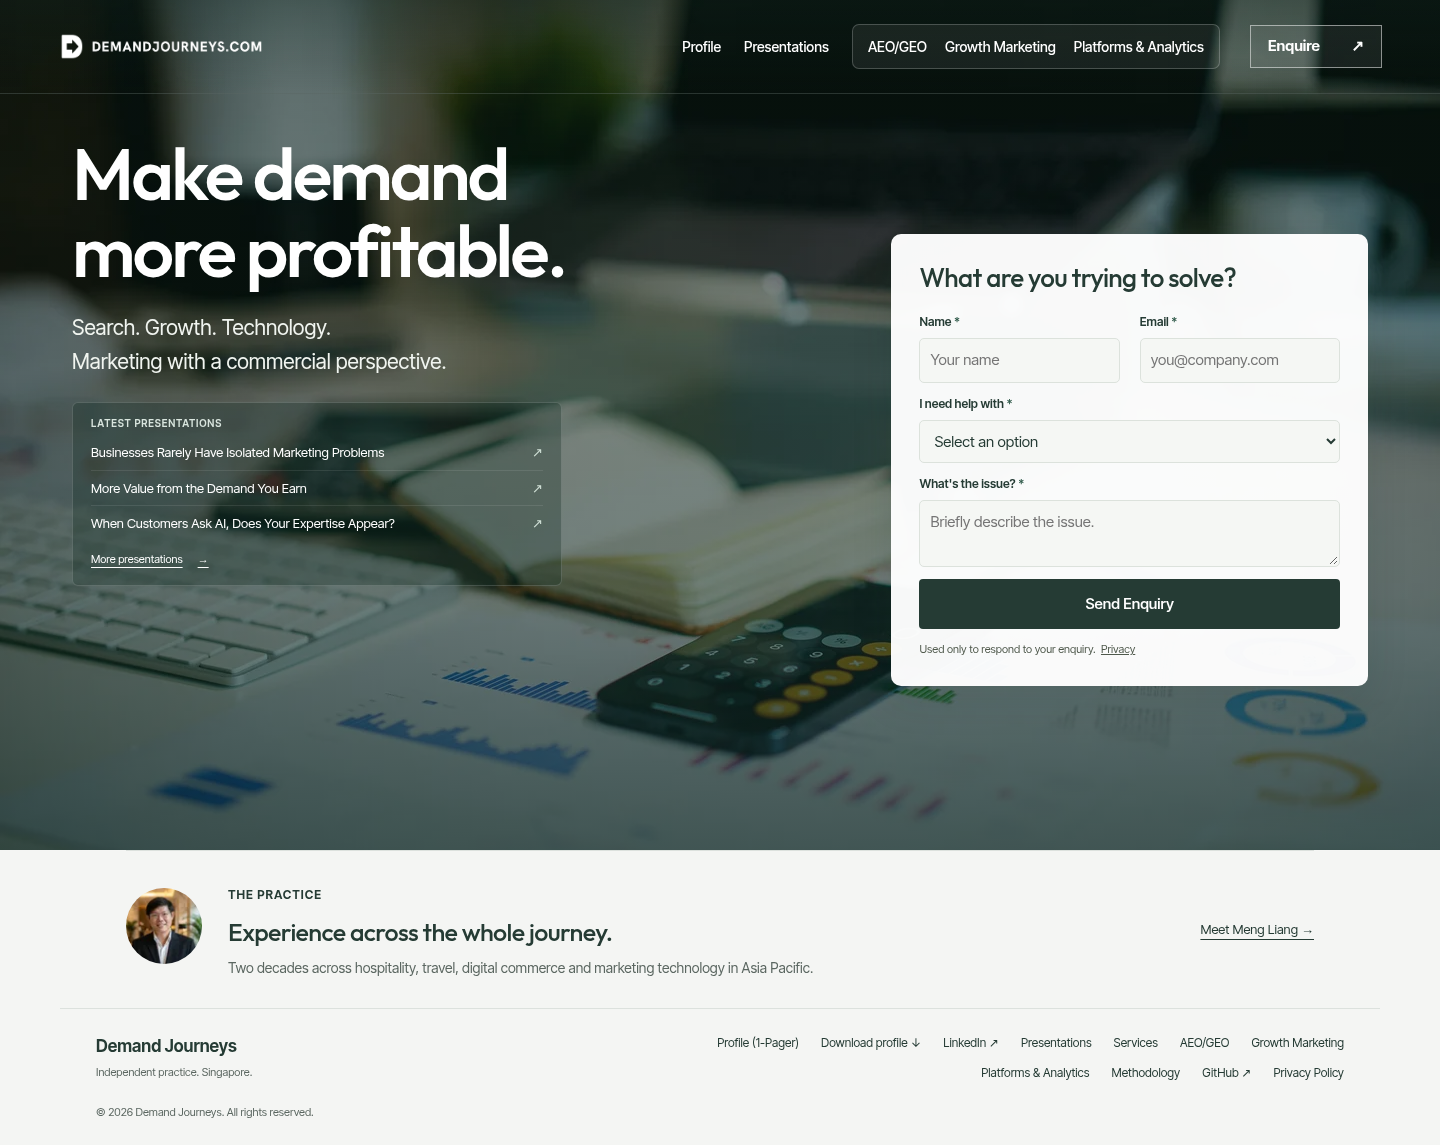 DEMANDJOURNEYS.COM
Profile
Presentations
AEO/GEO
Growth Marketing
Platforms & Analytics
Enquire ↗
Make demand
more profitable.
Search. Growth. Technology.
Marketing with a commercial perspective.
LATEST PRESENTATIONS
Businesses Rarely Have Isolated Marketing Problems ↗
More Value from the Demand You Earn ↗
When Customers Ask AI, Does Your Expertise Appear? ↗
More presentations →
What are you trying to solve?
Name *
Email *
Your name
you@company.com
I need help with *
Select an option
What's the issue? *
Briefly describe the issue.
Send Enquiry
Used only to respond to your enquiry. Privacy
THE PRACTICE
Experience across the whole journey.
Two decades across hospitality, travel, digital commerce and marketing technology in Asia Pacific.
Meet Meng Liang →
Demand Journeys
Independent practice. Singapore.
© 2026 Demand Journeys. All rights reserved.
Profile (1-Pager) Download profile ↓ LinkedIn ↗ Presentations Services AEO/GEO Growth Marketing
Platforms & Analytics Methodology GitHub ↗ Privacy Policy